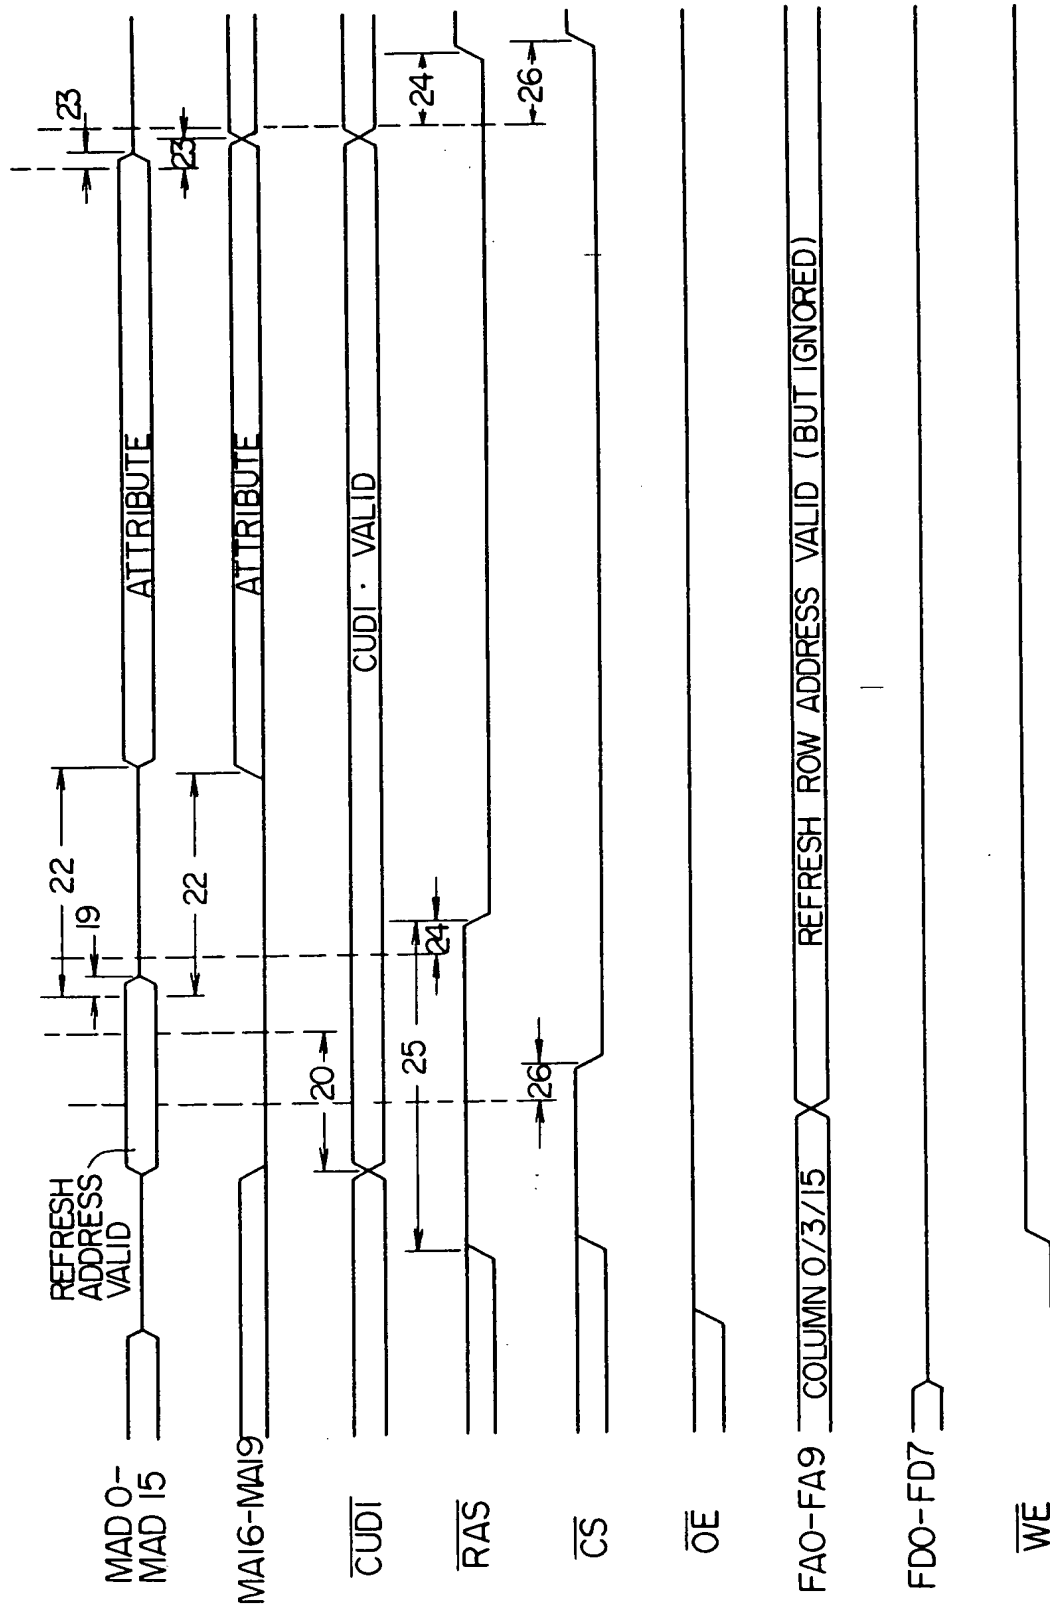 MAD 0-
MAD 15
REFRESH
ADDRESS
VALID
19
22
ATTRIBUTE
23
MA16-MA19
22
ATTRIBUTE
23
CUDI
20
CUDI · VALID
RAS
25
24
24
CS
26
26
OE
FA0-FA9
COLUMN 0/3/15
REFRESH ROW ADDRESS VALID (BUT IGNORED)
FD0-FD7
WE